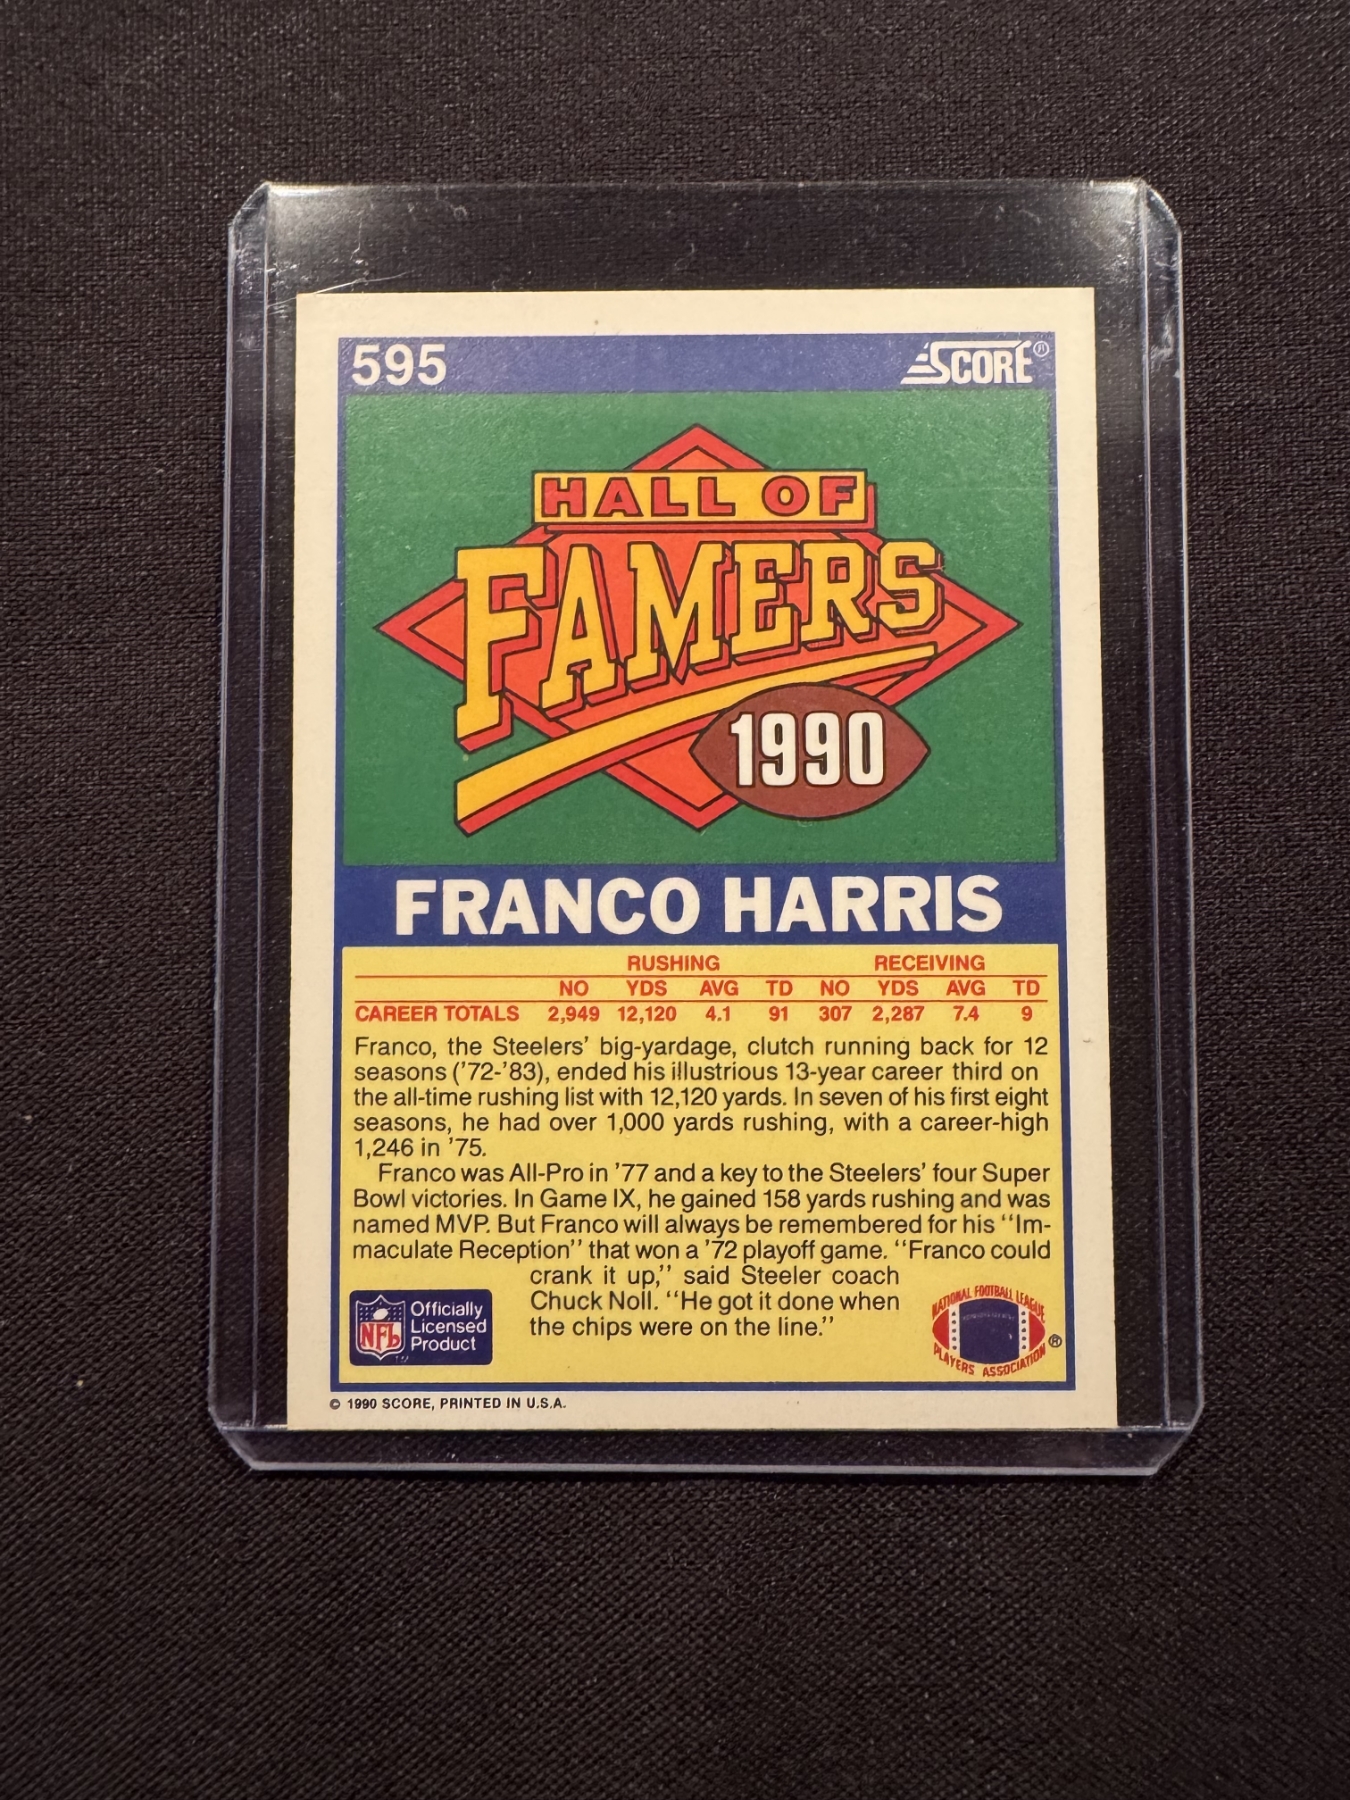 595
SCORE®
HALL OF
FAMERS
1990
FRANCO HARRIS
RUSHING RECEIVING
NO YDS AVG TD NO YDS AVG TD
CAREER TOTALS 2,949 12,120 4.1 91 307 2,287 7.4 9
Franco, the Steelers' big-yardage, clutch running back for 12
seasons ('72-'83), ended his illustrious 13-year career third on
the all-time rushing list with 12,120 yards. In seven of his first eight
seasons, he had over 1,000 yards rushing, with a career-high
1,246 in '75.
Franco was All-Pro in '77 and a key to the Steelers' four Super
Bowl victories. In Game IX, he gained 158 yards rushing and was
named MVP. But Franco will always be remembered for his "Im-
maculate Reception" that won a '72 playoff game. "Franco could
crank it up," said Steeler coach
Chuck Noll. "He got it done when
the chips were on the line."
NFL
TM
Officially
Licensed
Product
NATIONAL FOOTBALL LEAGUE
PLAYERS ASSOCIATION
®
© 1990 SCORE, PRINTED IN U.S.A.